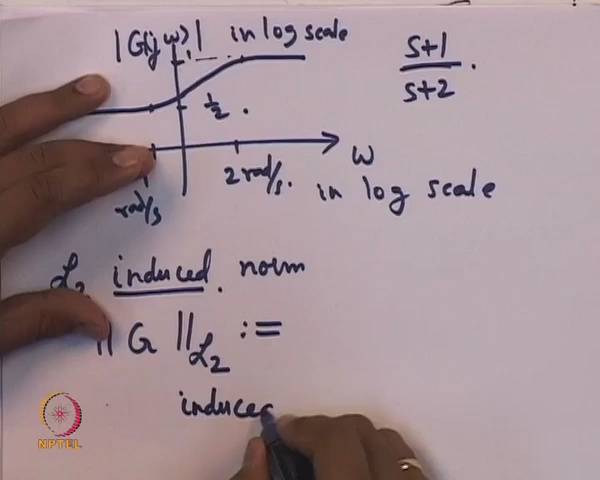 |G(jω)| in log scale
1
1/2 .
s+1
s+2 .
ω
2 rad/s.
rad/s
in log scale
L2 induced norm
|| G ||L2 :=
induced
NPTEL